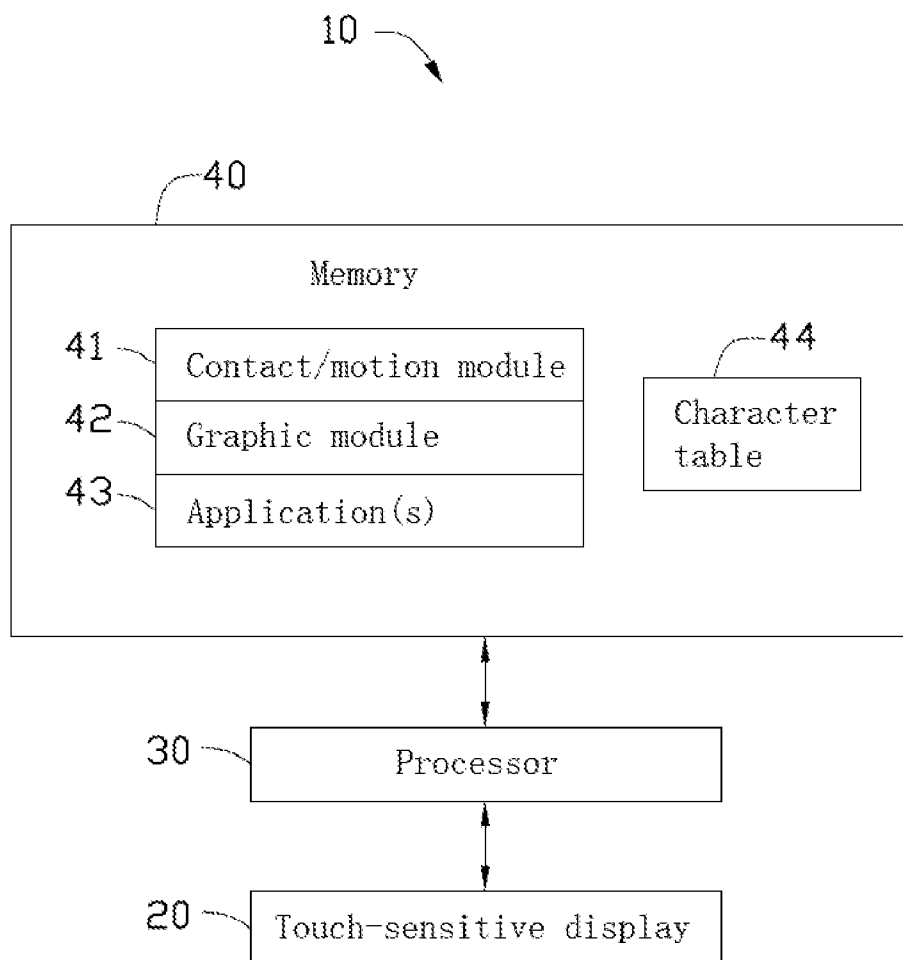 10
40
Memory
41
Contact/motion module
44
42
Graphic module
Character
table
43
Application(s)
30
Processor
20
Touch-sensitive display